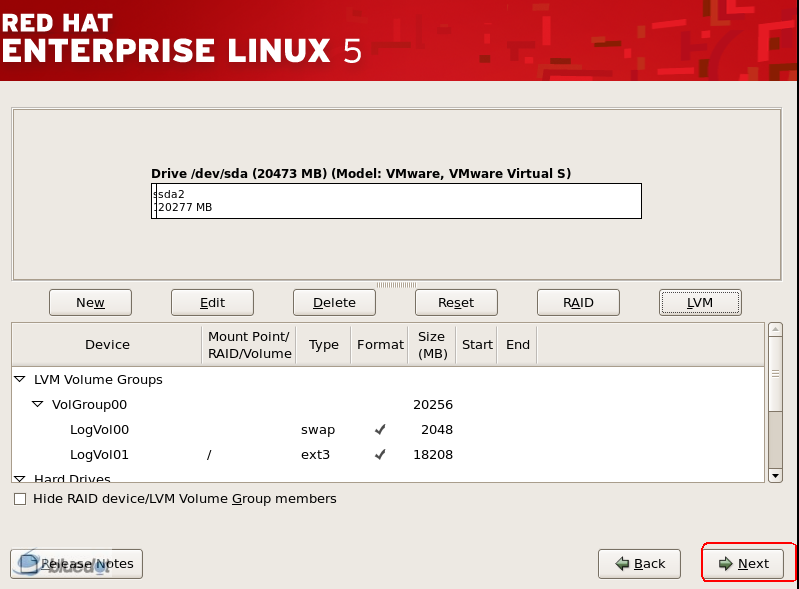 RED HAT
ENTERPRISE LINUX 5
Drive /dev/sda (20473 MB) (Model: VMware, VMware Virtual S)
sda2
20277 MB
New Edit Delete Reset RAID LVM
Device Mount Point/ RAID/Volume Type Format Size (MB) Start End
LVM Volume Groups
VolGroup00 20256
LogVol00 swap 2048
LogVol01 / ext3 18208
Hard Drives
Hide RAID device/LVM Volume Group members
Release Notes Back Next
bluedot